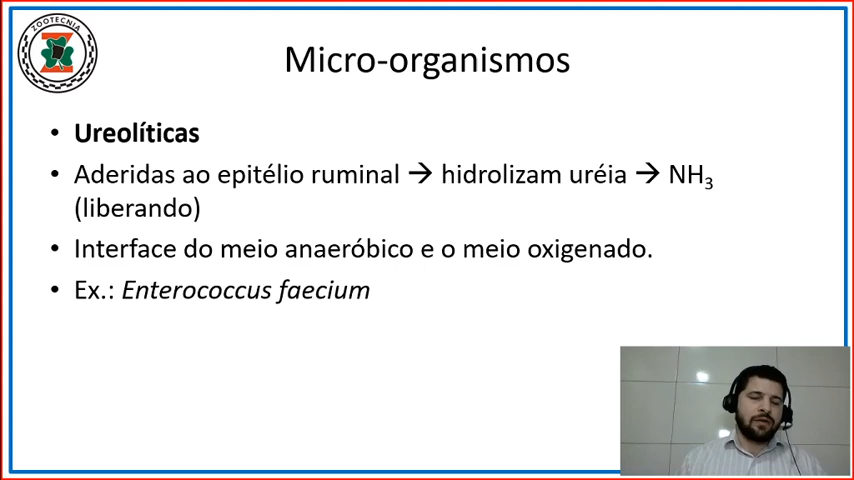 ZOOTECNIA
Z
Micro-organismos
• Ureolíticas
• Aderidas ao epitélio ruminal → hidrolizam uréia → NH₃
(liberando)
• Interface do meio anaeróbico e o meio oxigenado.
• Ex.: Enterococcus faecium